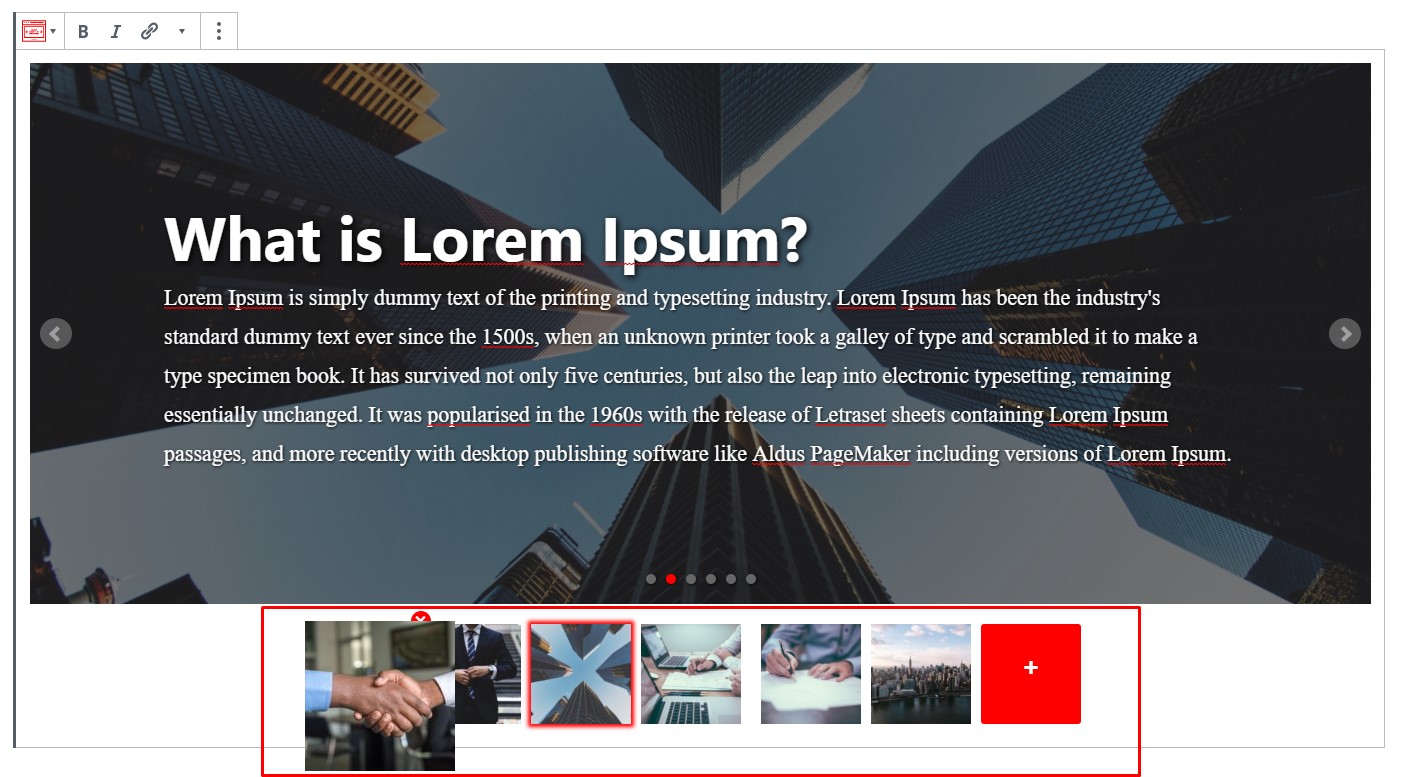 B I
What is Lorem Ipsum?
Lorem Ipsum is simply dummy text of the printing and typesetting industry. Lorem Ipsum has been the industry's
standard dummy text ever since the 1500s, when an unknown printer took a galley of type and scrambled it to make a
type specimen book. It has survived not only five centuries, but also the leap into electronic typesetting, remaining
essentially unchanged. It was popularised in the 1960s with the release of Letraset sheets containing Lorem Ipsum
passages, and more recently with desktop publishing software like Aldus PageMaker including versions of Lorem Ipsum.
+